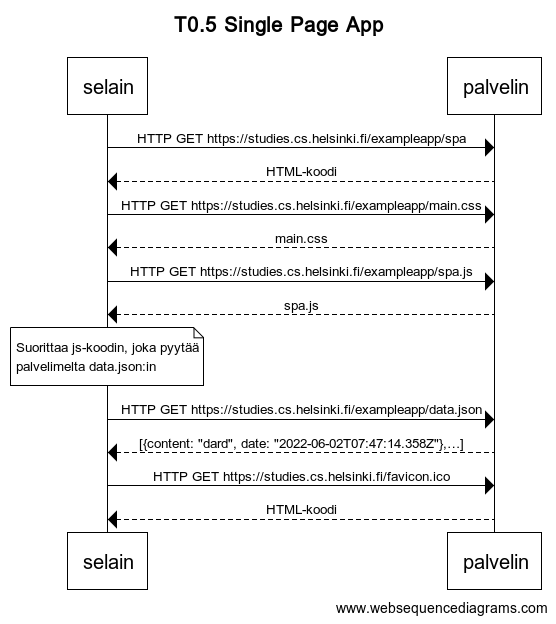 T0.5 Single Page App
selain
palvelin
HTTP GET https://studies.cs.helsinki.fi/exampleapp/spa
HTML-koodi
HTTP GET https://studies.cs.helsinki.fi/exampleapp/main.css
main.css
HTTP GET https://studies.cs.helsinki.fi/exampleapp/spa.js
spa.js
Suorittaa js-koodin, joka pyytää
palvelimelta data.json:in
HTTP GET https://studies.cs.helsinki.fi/exampleapp/data.json
[{content: "dard", date: "2022-06-02T07:47:14.358Z"},…]
HTTP GET https://studies.cs.helsinki.fi/favicon.ico
HTML-koodi
selain
palvelin
www.websequencediagrams.com